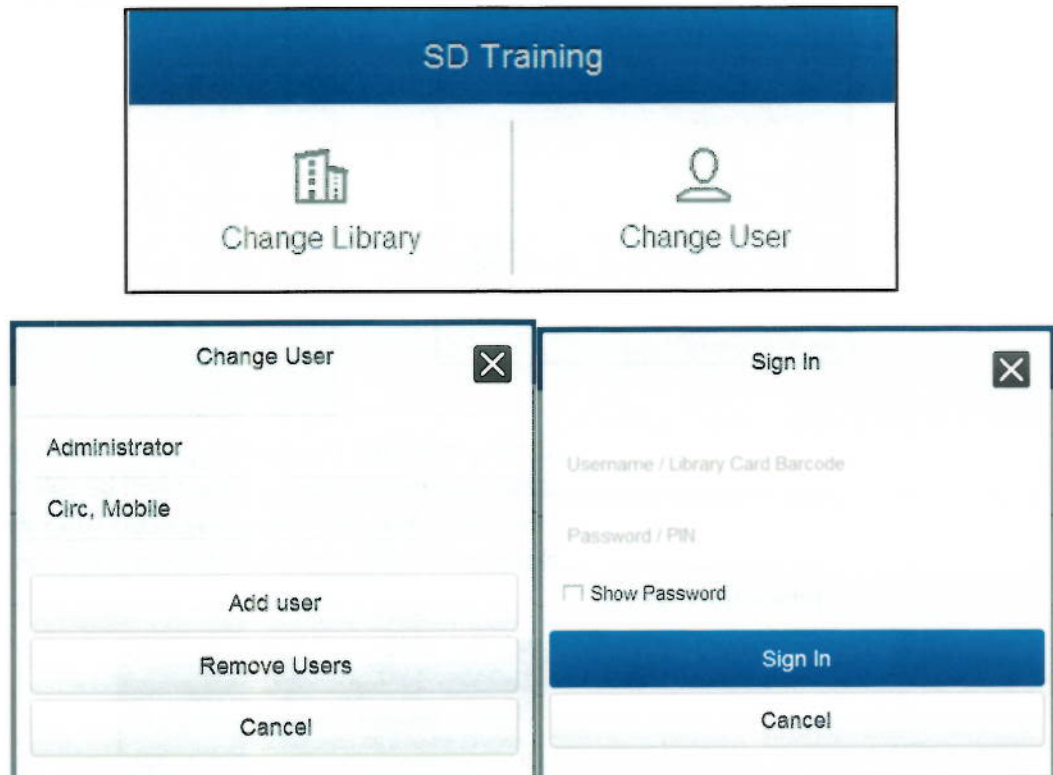 SD Training
Change Library
Change User
Change User
Administrator
Circ, Mobile
Add user
Remove Users
Cancel
Sign In
Username / Library Card Barcode
Password / PIN
Show Password
Sign In
Cancel